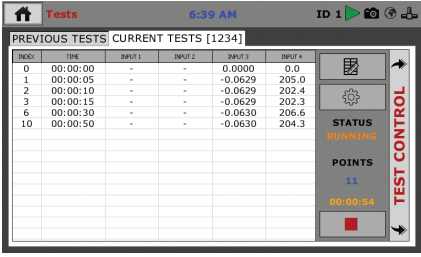 Tests 6:39 AM ID 1
PREVIOUS TESTS CURRENT TESTS [1234]
INDEX TIME INPUT 1 INPUT 2 INPUT 3 INPUT 4
0 00:00:00 - - 0.0000 0.0
1 00:00:05 - - -0.0629 205.0
2 00:00:10 - - -0.0629 202.4
3 00:00:15 - - -0.0629 202.3
6 00:00:30 - - -0.0630 206.6
10 00:00:50 - - -0.0630 204.3
STATUS
RUNNING
POINTS
11
00:00:54
TEST CONTROL